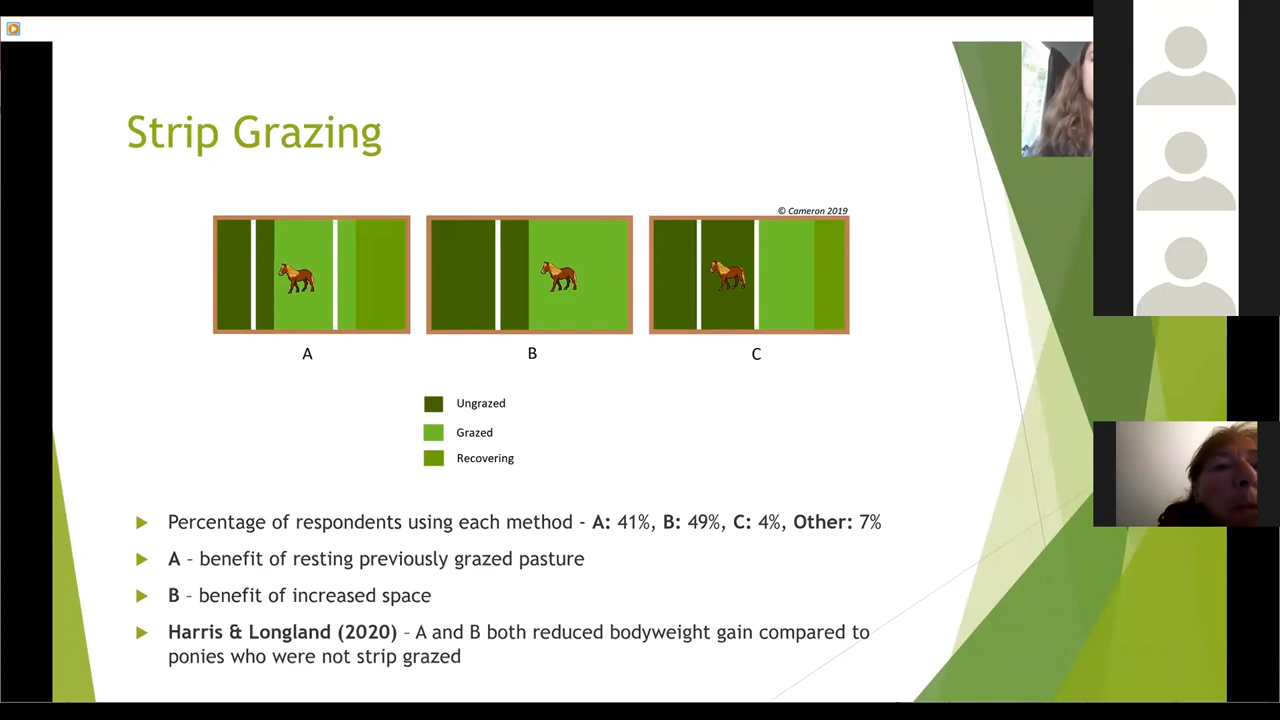 Strip Grazing
© Cameron 2019
A
B
C
Ungrazed
Grazed
Recovering
Percentage of respondents using each method - A: 41%, B: 49%, C: 4%, Other: 7%
A – benefit of resting previously grazed pasture
B – benefit of increased space
Harris & Longland (2020) – A and B both reduced bodyweight gain compared to
ponies who were not strip grazed